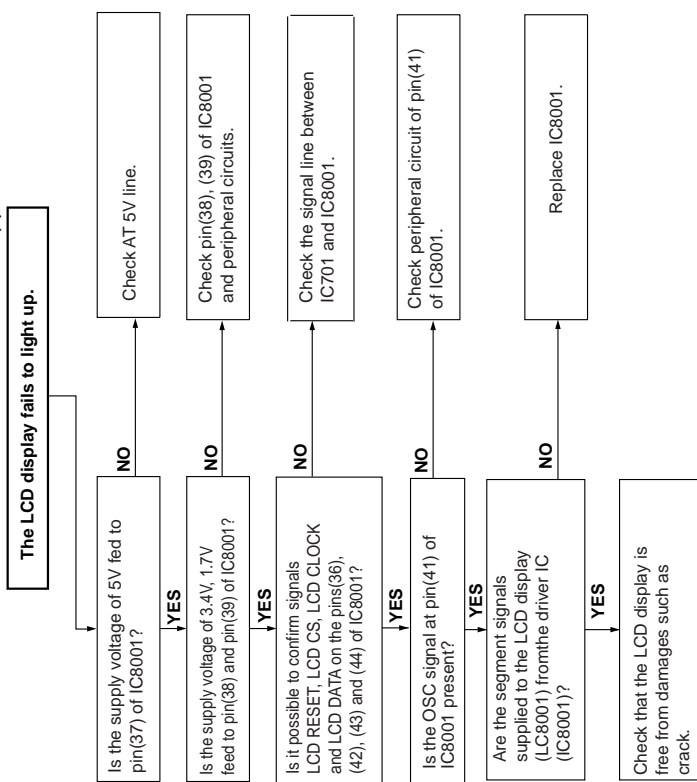 The LCD display fails to light up.
Is the supply voltage of 5V fed to
pin(37) of IC8001?
NO
Check AT 5V line.
YES
Is the supply voltage of 3.4V, 1.7V
feed to pin(38) and pin(39) of IC8001?
NO
Check pin(38), (39) of IC8001
and peripheral circuits.
YES
Is it possible to confirm signals
LCD RESET, LCD CS, LCD CLOCK
and LCD DATA on the pins(36),
(42), (43) and (44) of IC8001?
NO
Check the signal line between
IC701 and IC8001.
YES
Is the OSC signal at pin(41) of
IC8001 present?
NO
Check peripheral circuit of pin(41)
of IC8001.
YES
Are the segment signals
supplied to the LCD display
(LC8001) fromthe driver IC
(IC8001)?
NO
Replace IC8001.
YES
Check that the LCD display is
free from damages such as
crack.